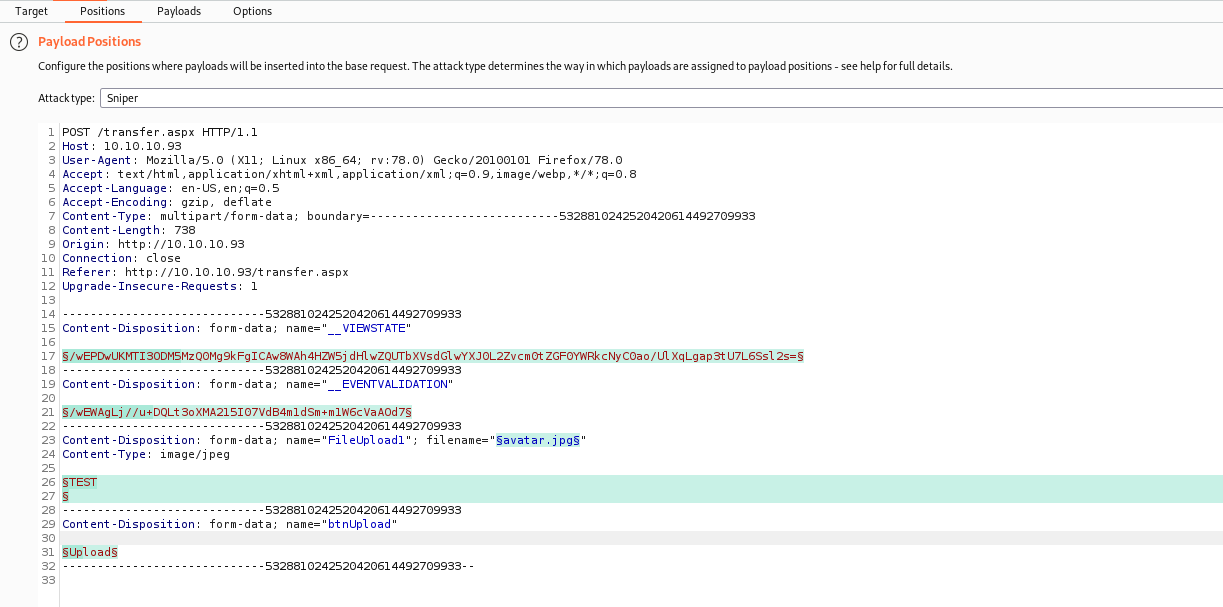 Target Positions Payloads Options
? Payload Positions
Configure the positions where payloads will be inserted into the base request. The attack type determines the way in which payloads are assigned to payload positions - see help for full details.
Attack type: Sniper
1 POST /transfer.aspx HTTP/1.1
2 Host: 10.10.10.93
3 User-Agent: Mozilla/5.0 (X11; Linux x86_64; rv:78.0) Gecko/20100101 Firefox/78.0
4 Accept: text/html,application/xhtml+xml,application/xml;q=0.9,image/webp,*/*;q=0.8
5 Accept-Language: en-US,en;q=0.5
6 Accept-Encoding: gzip, deflate
7 Content-Type: multipart/form-data; boundary=---------------------------5328810242520420614492709933
8 Content-Length: 738
9 Origin: http://10.10.10.93
10 Connection: close
11 Referer: http://10.10.10.93/transfer.aspx
12 Upgrade-Insecure-Requests: 1
13
14 -----------------------------5328810242520420614492709933
15 Content-Disposition: form-data; name="__VIEWSTATE"
16
17 §/wEPDwUKMTI3ODM5MzQ0Mg9kFgICAw8WAh4HZW5jdHlwZQUTbXVsdGlwYXJ0L2Zvcm0tZGF0YWRkcNyC0ao/UlXqLgap3tU7L6Ssl2s=§
18 -----------------------------5328810242520420614492709933
19 Content-Disposition: form-data; name="__EVENTVALIDATION"
20
21 §/wEWAgLj//u+DQLt3oXMA215I07VdB4m1dSm+m1W6cVaAOd7§
22 -----------------------------5328810242520420614492709933
23 Content-Disposition: form-data; name="FileUpload1"; filename="§avatar.jpg§"
24 Content-Type: image/jpeg
25
26 §TEST
27 §
28 -----------------------------5328810242520420614492709933
29 Content-Disposition: form-data; name="btnUpload"
30
31 §Upload§
32 -----------------------------5328810242520420614492709933--
33